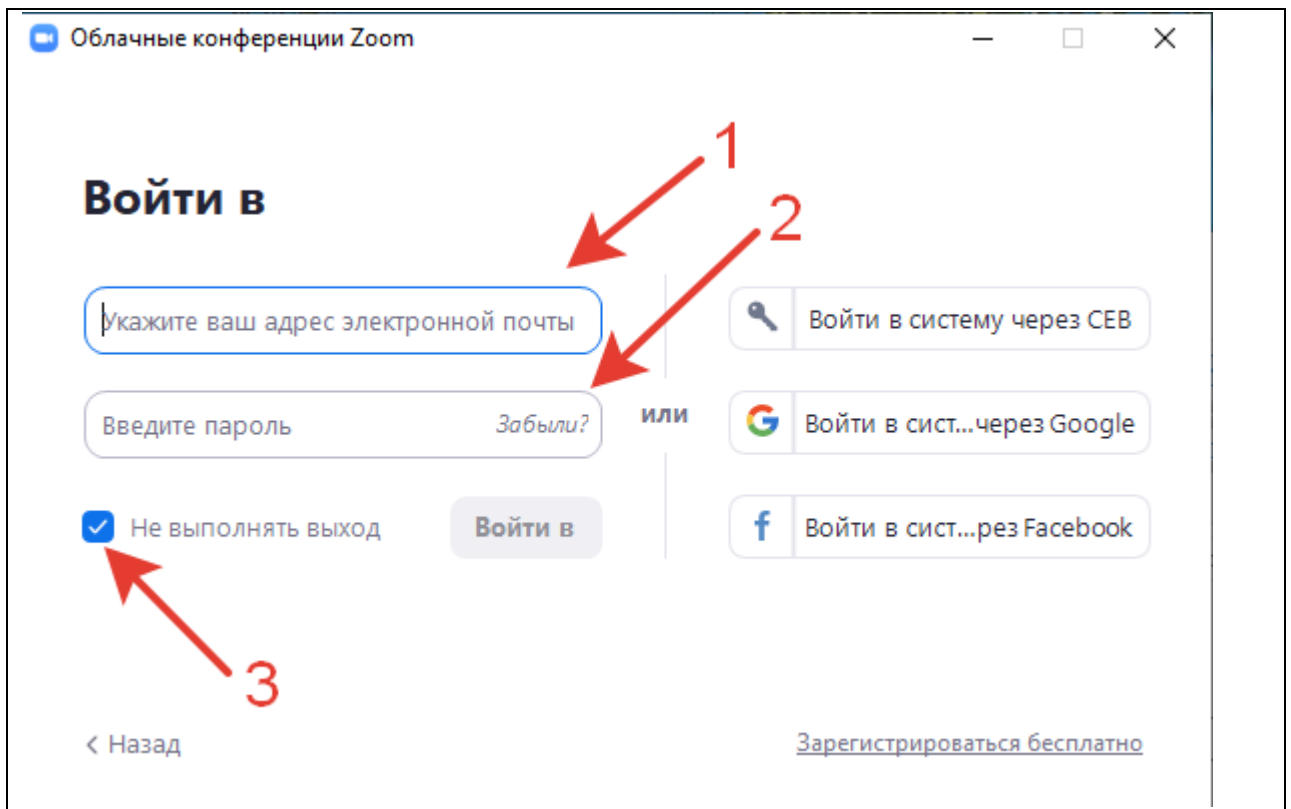 Облачные конференции Zoom
1
Войти в
2
Укажите ваш адрес электронной почты
Войти в систему через СЕВ
Введите пароль
Забыли?
или
Войти в сист...через Google
Не выполнять выход
Войти в
Войти в сист...рез Facebook
3
Назад
Зарегистрироваться бесплатно